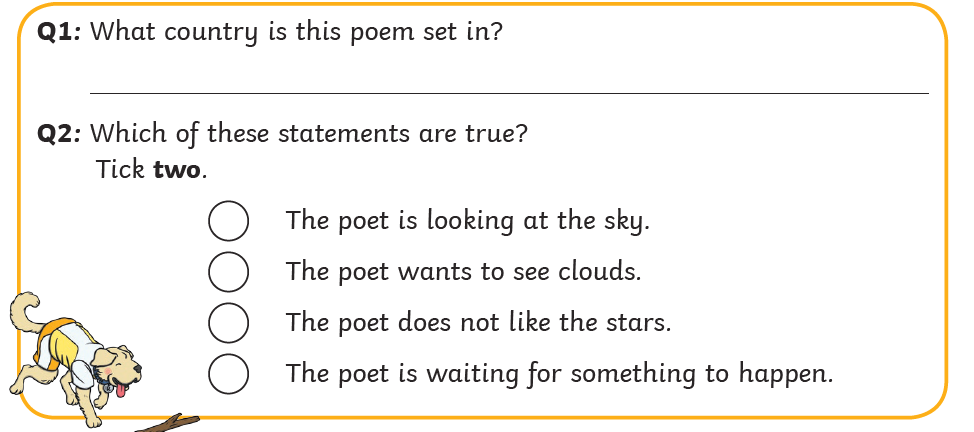 Q1: What country is this poem set in?
Q2: Which of these statements are true?
Tick two.
The poet is looking at the sky.
The poet wants to see clouds.
The poet does not like the stars.
The poet is waiting for something to happen.